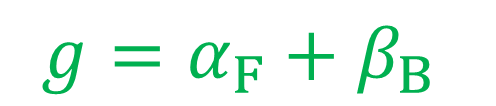 g = α_F + β_B